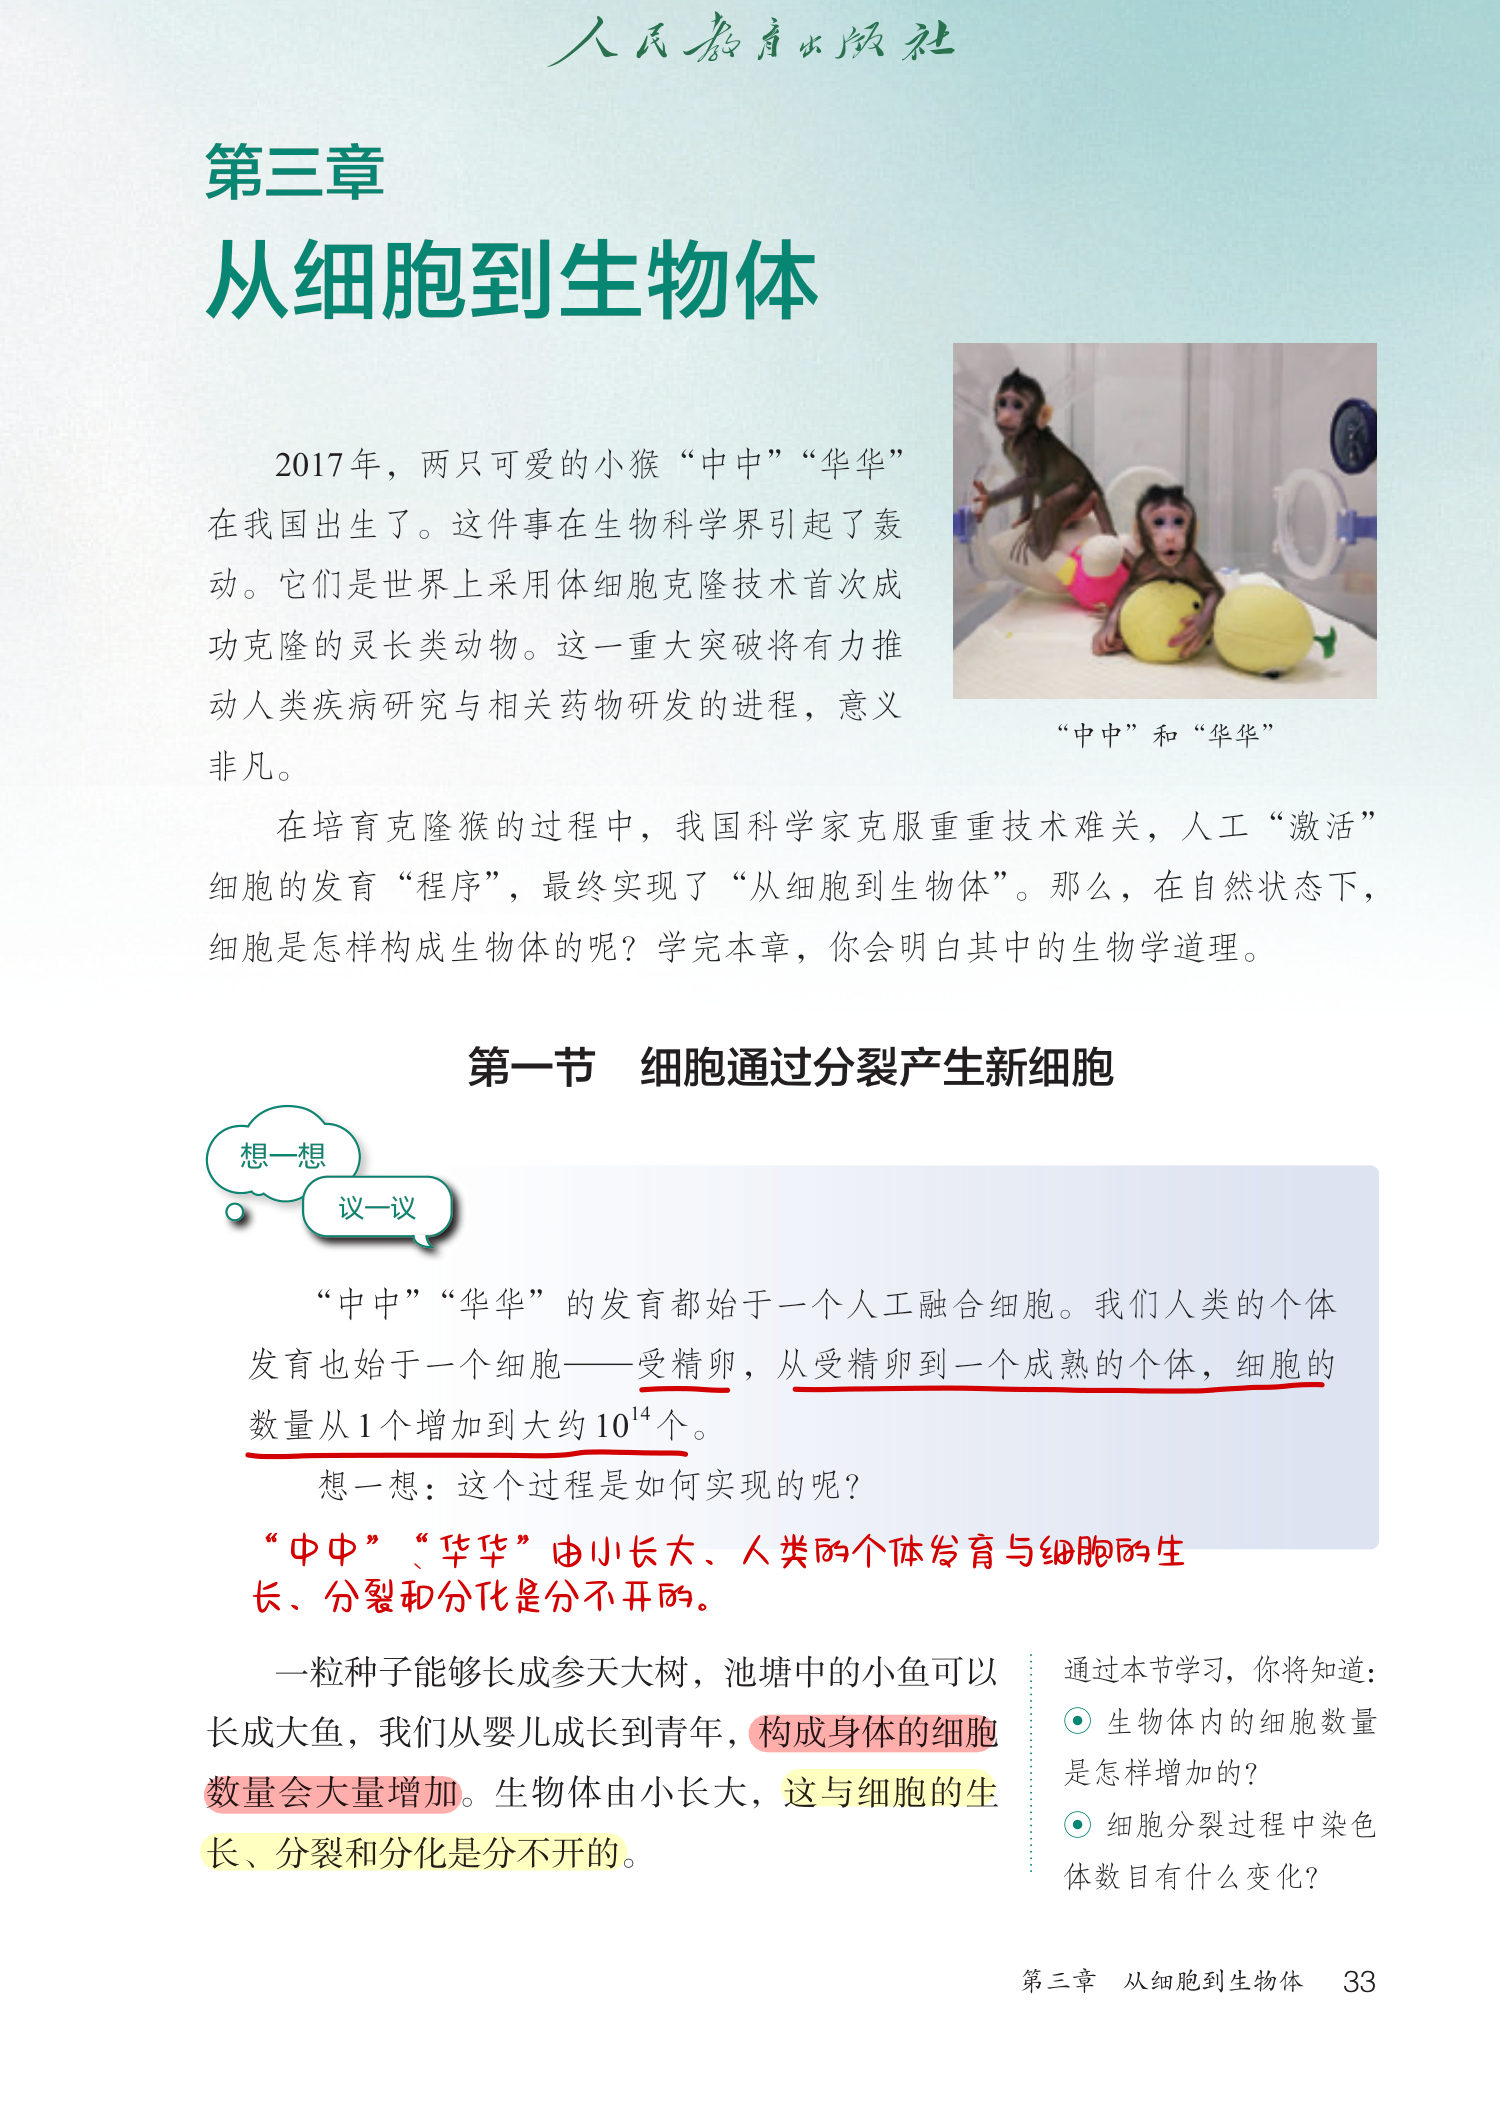 人民教育出版社
第三章
从细胞到生物体
2017年，两只可爱的小猴“中中”“华华”
在我国出生了。这件事在生物科学界引起了轰
动。它们是世界上采用体细胞克隆技术首次成
功克隆的灵长类动物。这一重大突破将有力推
动人类疾病研究与相关药物研发的进程，意义
非凡。
“中中”和“华华”
在培育克隆猴的过程中，我国科学家克服重重技术难关，人工“激活”
细胞的发育“程序”，最终实现了“从细胞到生物体”。那么，在自然状态下，
细胞是怎样构成生物体的呢？学完本章，你会明白其中的生物学道理。
第一节　细胞通过分裂产生新细胞
想一想
议一议
“中中”“华华”的发育都始于一个人工融合细胞。我们人类的个体
发育也始于一个细胞——受精卵，从受精卵到一个成熟的个体，细胞的
数量从1个增加到大约10¹⁴个。
想一想：这个过程是如何实现的呢？
“中中”、“华华”由小长大、人类的个体发育与细胞的生
长、分裂和分化是分不开的。
一粒种子能够长成参天大树，池塘中的小鱼可以
长成大鱼，我们从婴儿成长到青年，构成身体的细胞
数量会大量增加。生物体由小长大，这与细胞的生
长、分裂和分化是分不开的。
通过本节学习，你将知道：
生物体内的细胞数量
是怎样增加的？
细胞分裂过程中染色
体数目有什么变化？
第三章　从细胞到生物体　33